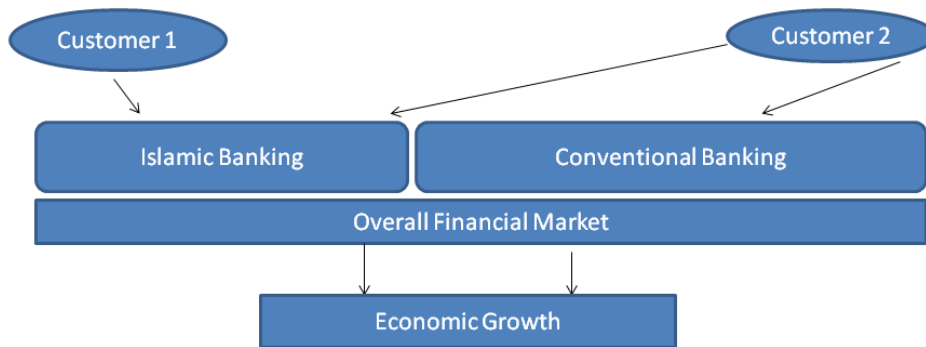 Customer 1
Customer 2
Islamic Banking
Conventional Banking
Overall Financial Market
Economic Growth